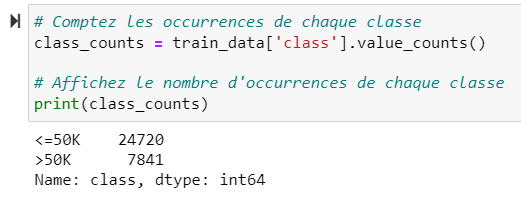 # Comptez les occurrences de chaque classe
class_counts = train_data['class'].value_counts()
# Affichez le nombre d'occurrences de chaque classe
print(class_counts)
<=50K    24720
>50K      7841
Name: class, dtype: int64